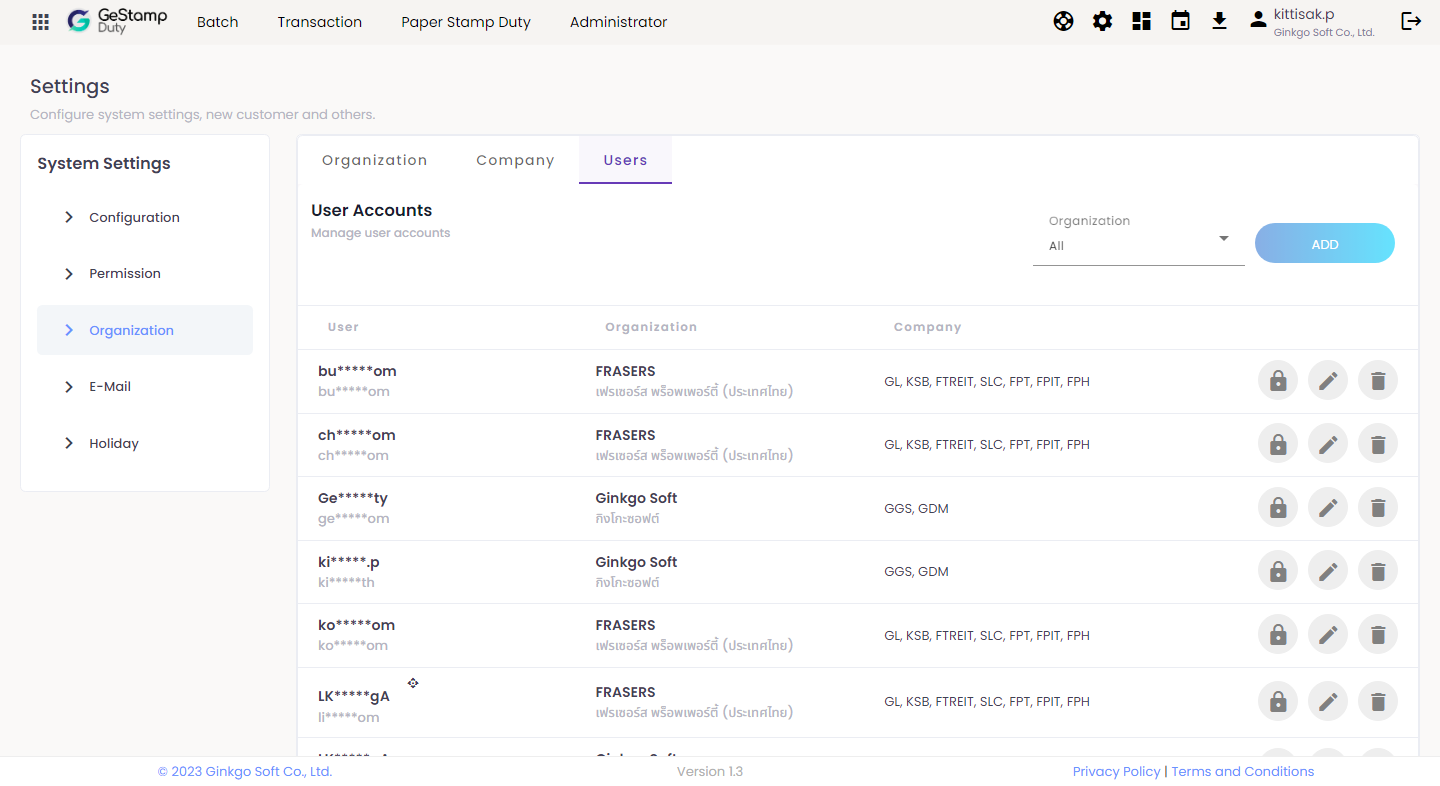 GeStamp
Duty
Batch
Transaction
Paper Stamp Duty
Administrator
kittisak.p
Ginkgo Soft Co., Ltd.
Settings
Configure system settings, new customer and others.
System Settings
Configuration
Permission
Organization
E-Mail
Holiday
Organization
Company
Users
User Accounts
Manage user accounts
Organization
All
ADD
User
Organization
Company
bu*****om
bu*****om
FRASERS
เฟรเซอร์ส พร็อพเพอร์ตี้ (ประเทศไทย)
GL, KSB, FTREIT, SLC, FPT, FPIT, FPH
ch*****om
ch*****om
FRASERS
เฟรเซอร์ส พร็อพเพอร์ตี้ (ประเทศไทย)
GL, KSB, FTREIT, SLC, FPT, FPIT, FPH
Ge*****ty
ge*****om
Ginkgo Soft
กิงโกะซอฟต์
GGS, GDM
ki*****.p
ki*****th
Ginkgo Soft
กิงโกะซอฟต์
GGS, GDM
ko*****om
ko*****om
FRASERS
เฟรเซอร์ส พร็อพเพอร์ตี้ (ประเทศไทย)
GL, KSB, FTREIT, SLC, FPT, FPIT, FPH
LK*****gA
li*****om
FRASERS
เฟรเซอร์ส พร็อพเพอร์ตี้ (ประเทศไทย)
GL, KSB, FTREIT, SLC, FPT, FPIT, FPH
© 2023 Ginkgo Soft Co., Ltd.
Version 1.3
Privacy Policy | Terms and Conditions